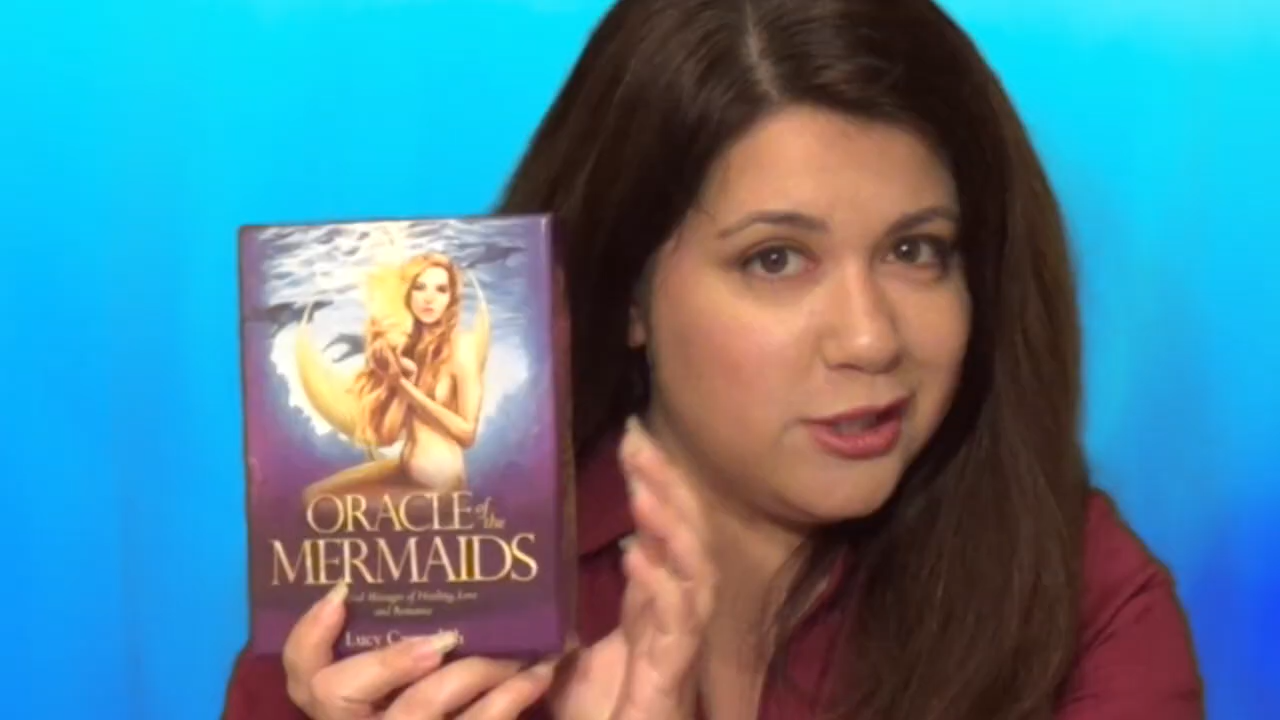 ORACLE of the
MERMAIDS
Messages of Healing, Love
and Romance
Lucy